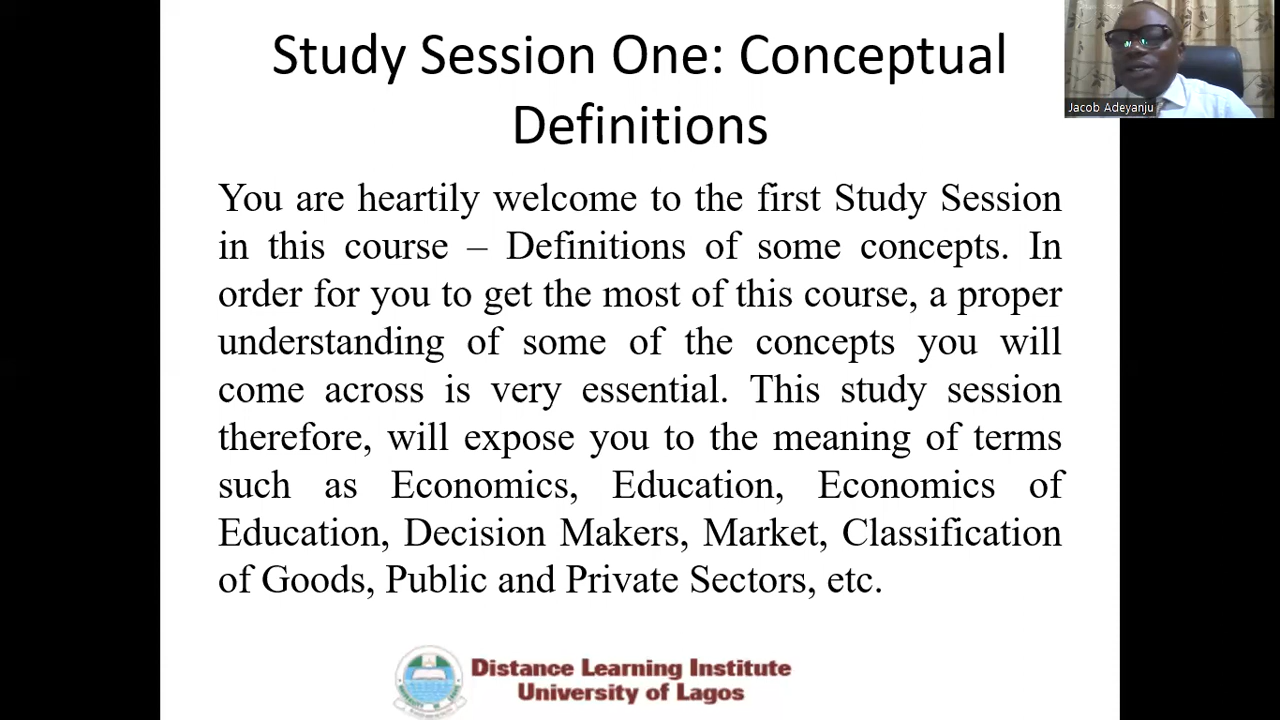 Study Session One: Conceptual
Definitions
Jacob Adeyanju
You are heartily welcome to the first Study Session
in this course – Definitions of some concepts. In
order for you to get the most of this course, a proper
understanding of some of the concepts you will
come across is very essential. This study session
therefore, will expose you to the meaning of terms
such as Economics, Education, Economics of
Education, Decision Makers, Market, Classification
of Goods, Public and Private Sectors, etc.
Distance Learning Institute
University of Lagos